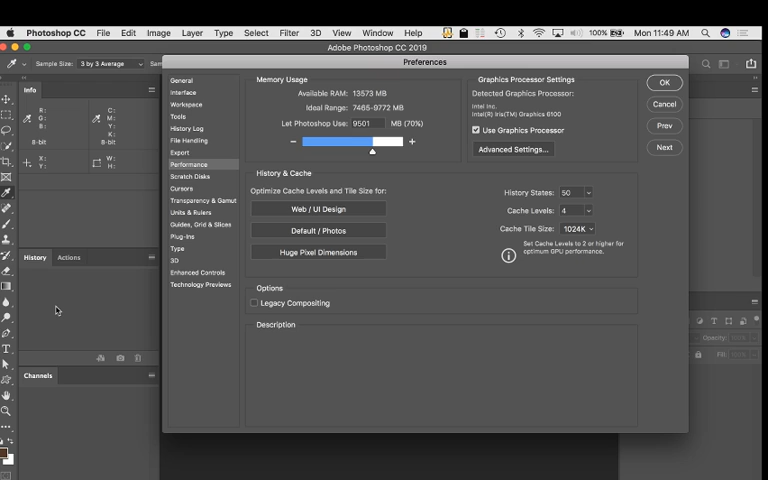 Photoshop CC File Edit Image Layer Type Select Filter 3D View Window Help 100% Mon 11:49 AM
Adobe Photoshop CC 2019
Sample Size: 3 by 3 Average
Preferences
Info
R: C:
G: M:
B: Y:
K:
8-bit 8-bit
X: W:
Y: H:
History Actions
Channels
General
Interface
Workspace
Tools
History Log
File Handling
Export
Performance
Scratch Disks
Cursors
Transparency & Gamut
Units & Rulers
Guides, Grid & Slices
Plug-Ins
Type
3D
Enhanced Controls
Technology Previews
Memory Usage
Available RAM: 13573 MB
Ideal Range: 7465-9772 MB
Let Photoshop Use: 9501 MB (70%)
Graphics Processor Settings
Detected Graphics Processor:
Intel Inc.
Intel(R) Iris(TM) Graphics 6100
Use Graphics Processor
Advanced Settings...
OK
Cancel
Prev
Next
History & Cache
Optimize Cache Levels and Tile Size for:
Web / UI Design
Default / Photos
Huge Pixel Dimensions
History States: 50
Cache Levels: 4
Cache Tile Size: 1024K
Set Cache Levels to 2 or higher for
optimum GPU performance.
Options
Legacy Compositing
Description
Opacity:
Fill: